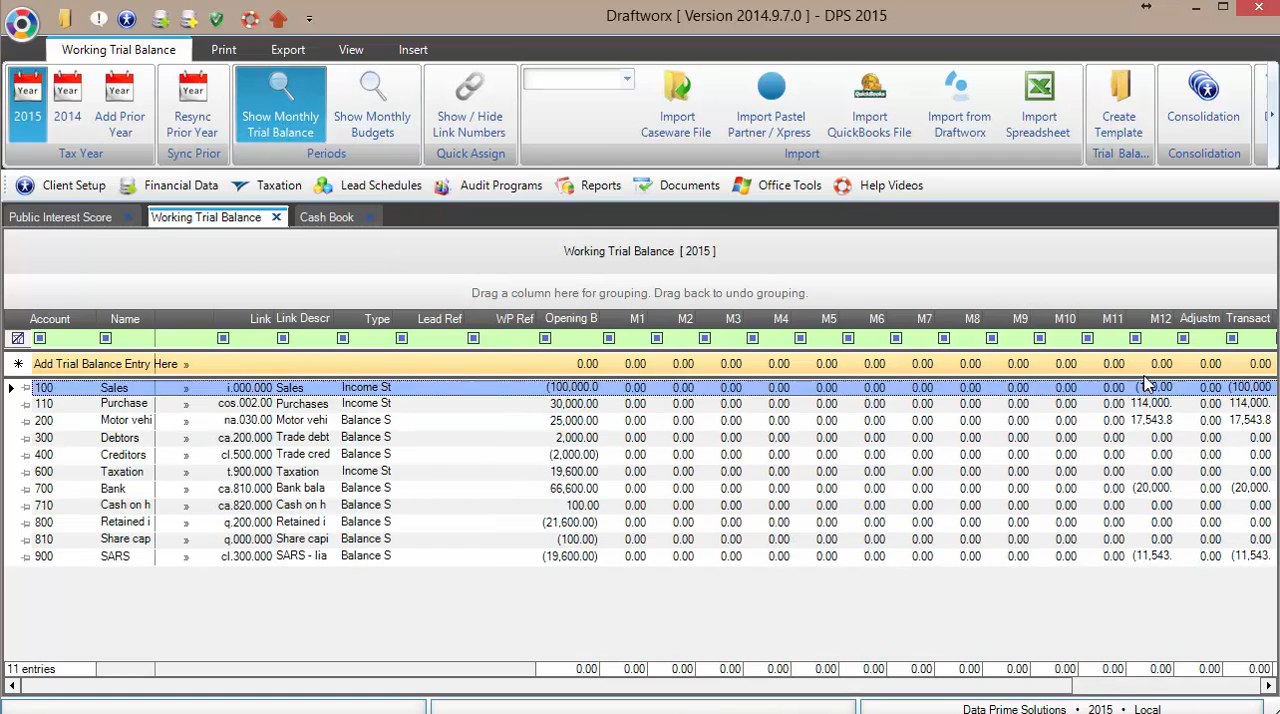 Draftworx [ Version 2014.9.7.0 ] - DPS 2015
Working Trial Balance Print Export View Insert
Year Year Year Year
2015 2014 Add Prior Year Resync Prior Year Show Monthly Trial Balance Show Monthly Budgets Show / Hide Link Numbers Import Caseware File Import Pastel Partner / Xpress Import QuickBooks File Import from Draftworx Import Spreadsheet Create Template Consolidation
Tax Year Sync Prior Periods Quick Assign Import Trial Bala... Consolidation
Client Setup Financial Data Taxation Lead Schedules Audit Programs Reports Documents Office Tools Help Videos
Public Interest Score Working Trial Balance Cash Book
Working Trial Balance [ 2015 ]
Drag a column here for grouping. Drag back to undo grouping.
Account Name Link Link Descr Type Lead Ref WP Ref Opening B M1 M2 M3 M4 M5 M6 M7 M8 M9 M10 M11 M12 Adjustm Transact
Add Trial Balance Entry Here » 0.00 0.00 0.00 0.00 0.00 0.00 0.00 0.00 0.00 0.00 0.00 0.00 0.00 0.00 0.00
100 Sales » i.000.000 Sales Income St (100,000.0 0.00 0.00 0.00 0.00 0.00 0.00 0.00 0.00 0.00 0.00 0.00 0.00 (100,000
110 Purchase » cos.002.00 Purchases Income St 30,000.00 0.00 0.00 0.00 0.00 0.00 0.00 0.00 0.00 0.00 0.00 0.00 114,000. 0.00 114,000.
200 Motor vehi » na.030.00 Motor vehi Balance S 25,000.00 0.00 0.00 0.00 0.00 0.00 0.00 0.00 0.00 0.00 0.00 0.00 17,543.8 0.00 17,543.8
300 Debtors » ca.200.000 Trade debt Balance S 2,000.00 0.00 0.00 0.00 0.00 0.00 0.00 0.00 0.00 0.00 0.00 0.00 0.00 0.00 0.00
400 Creditors » cl.500.000 Trade cred Balance S (2,000.00) 0.00 0.00 0.00 0.00 0.00 0.00 0.00 0.00 0.00 0.00 0.00 0.00 0.00 0.00
600 Taxation » t.900.000 Taxation Income St 19,600.00 0.00 0.00 0.00 0.00 0.00 0.00 0.00 0.00 0.00 0.00 0.00 0.00 0.00 0.00
700 Bank » ca.810.000 Bank bala Balance S 66,600.00 0.00 0.00 0.00 0.00 0.00 0.00 0.00 0.00 0.00 0.00 0.00 (20,000. 0.00 (20,000.
710 Cash on h » ca.820.000 Cash on h Balance S 100.00 0.00 0.00 0.00 0.00 0.00 0.00 0.00 0.00 0.00 0.00 0.00 0.00 0.00 0.00
800 Retained i » q.200.000 Retained i Balance S (21,600.00) 0.00 0.00 0.00 0.00 0.00 0.00 0.00 0.00 0.00 0.00 0.00 0.00 0.00 0.00
810 Share cap » q.000.000 Share capi Balance S (100.00) 0.00 0.00 0.00 0.00 0.00 0.00 0.00 0.00 0.00 0.00 0.00 0.00 0.00 0.00
900 SARS » cl.300.000 SARS - lia Balance S (19,600.00) 0.00 0.00 0.00 0.00 0.00 0.00 0.00 0.00 0.00 0.00 0.00 (11,543. 0.00 (11,543.
11 entries 0.00 0.00 0.00 0.00 0.00 0.00 0.00 0.00 0.00 0.00 0.00 0.00 0.00 0.00 0.00
Data Prime Solutions • 2015 • Local